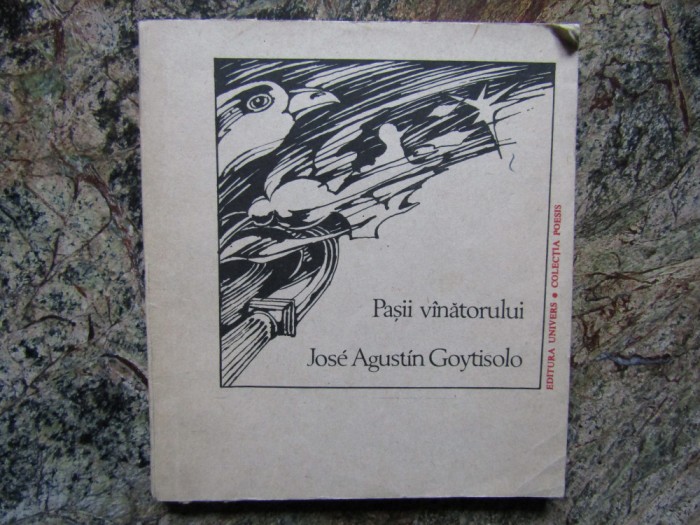 Pașii vînătorului
José Agustín Goytisolo
EDITURA UNIVERS ● COLECȚIA POESIS